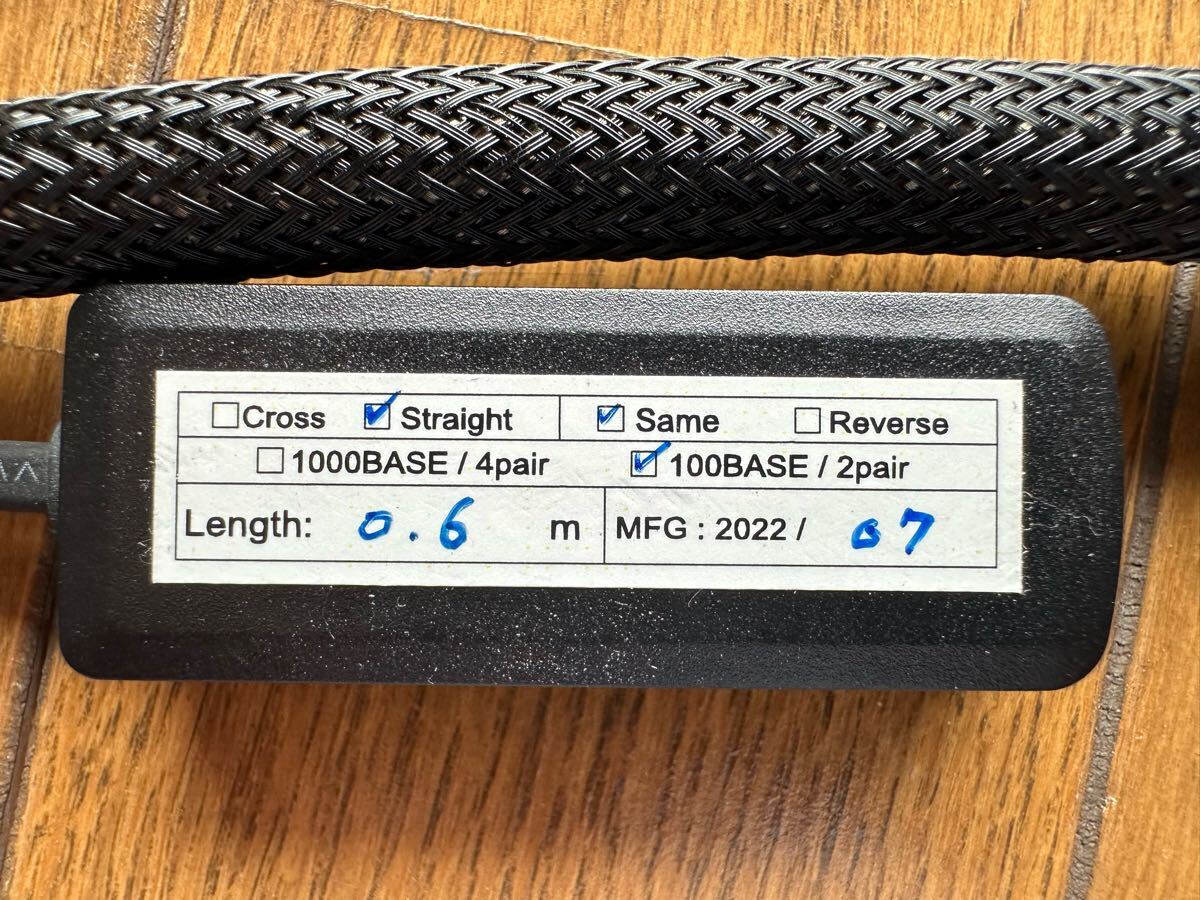 ☐Cross ☑Straight ☑ Same ☐ Reverse
☐ 1000BASE / 4pair ☑ 100BASE / 2pair
Length: 0.6 m MFG : 2022 / 07